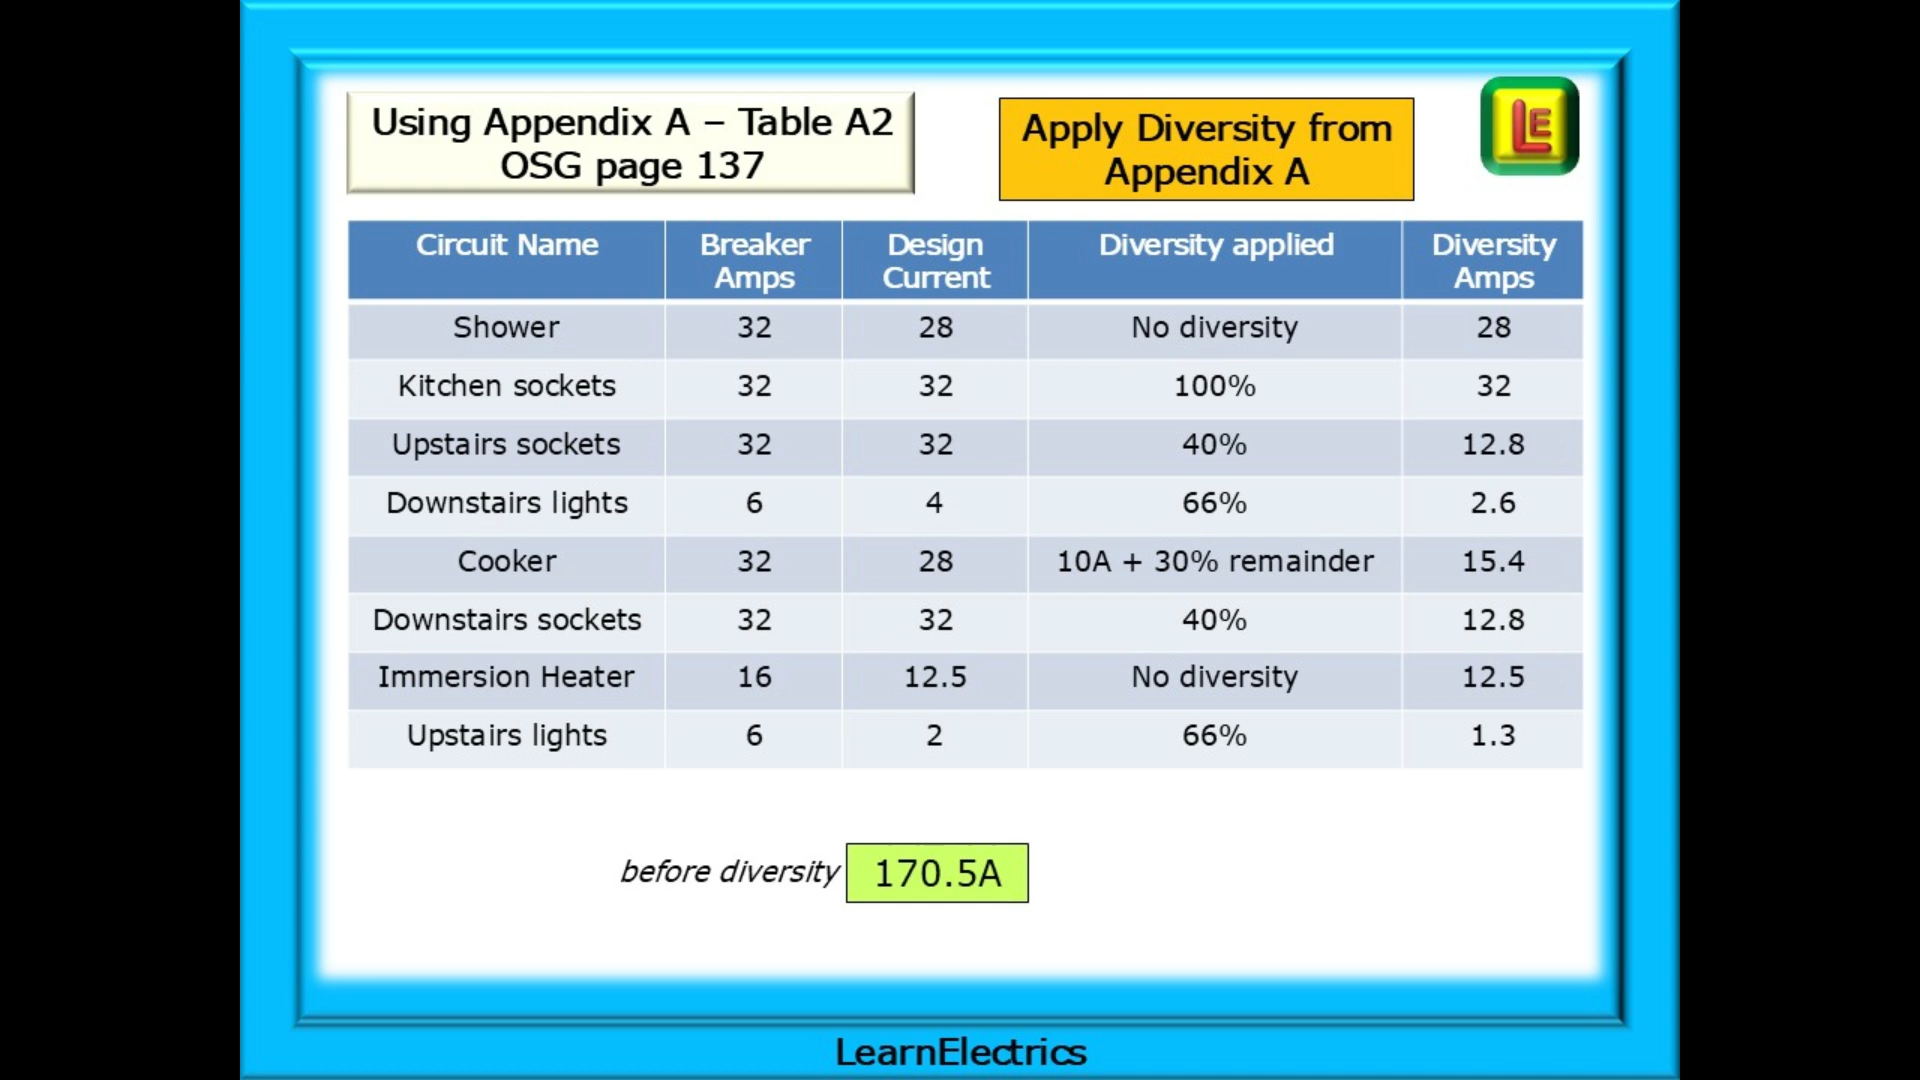 Using Appendix A – Table A2
OSG page 137
Apply Diversity from
Appendix A
LE
Circuit Name Breaker Amps Design Current Diversity applied Diversity Amps
Shower 32 28 No diversity 28
Kitchen sockets 32 32 100% 32
Upstairs sockets 32 32 40% 12.8
Downstairs lights 6 4 66% 2.6
Cooker 32 28 10A + 30% remainder 15.4
Downstairs sockets 32 32 40% 12.8
Immersion Heater 16 12.5 No diversity 12.5
Upstairs lights 6 2 66% 1.3
before diversity 170.5A
LearnElectrics